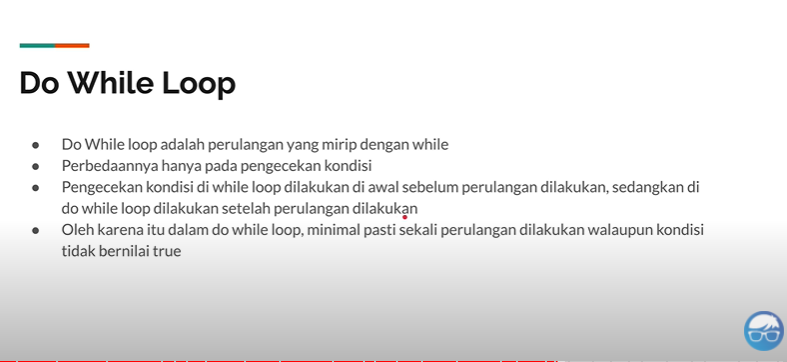 Do While Loop
● Do While loop adalah perulangan yang mirip dengan while
● Perbedaannya hanya pada pengecekan kondisi
● Pengecekan kondisi di while loop dilakukan di awal sebelum perulangan dilakukan, sedangkan di
do while loop dilakukan setelah perulangan dilakukan
● Oleh karena itu dalam do while loop, minimal pasti sekali perulangan dilakukan walaupun kondisi
tidak bernilai true